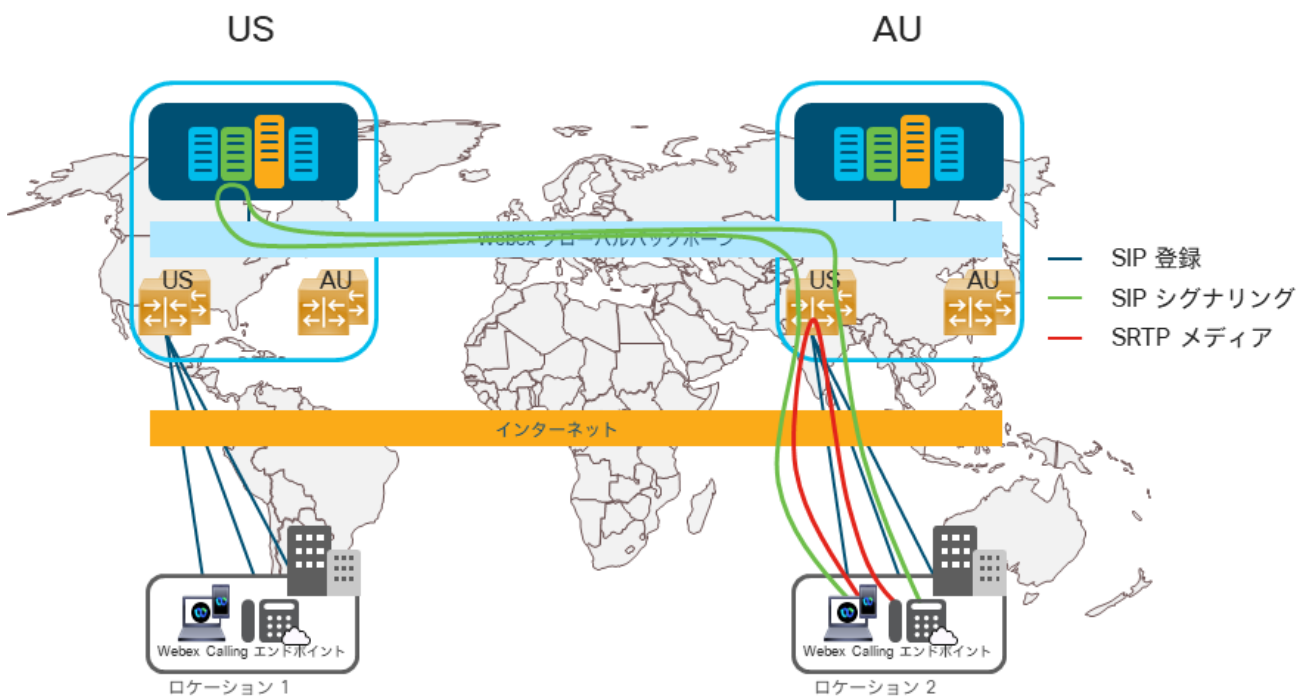 US
AU
Webex グローバルバックボーン
US
AU
US
AU
SIP 登録
SIP シグナリング
SRTP メディア
インターネット
Webex Calling エンドポイント
Webex Calling エンドポイント
ロケーション 1
ロケーション 2